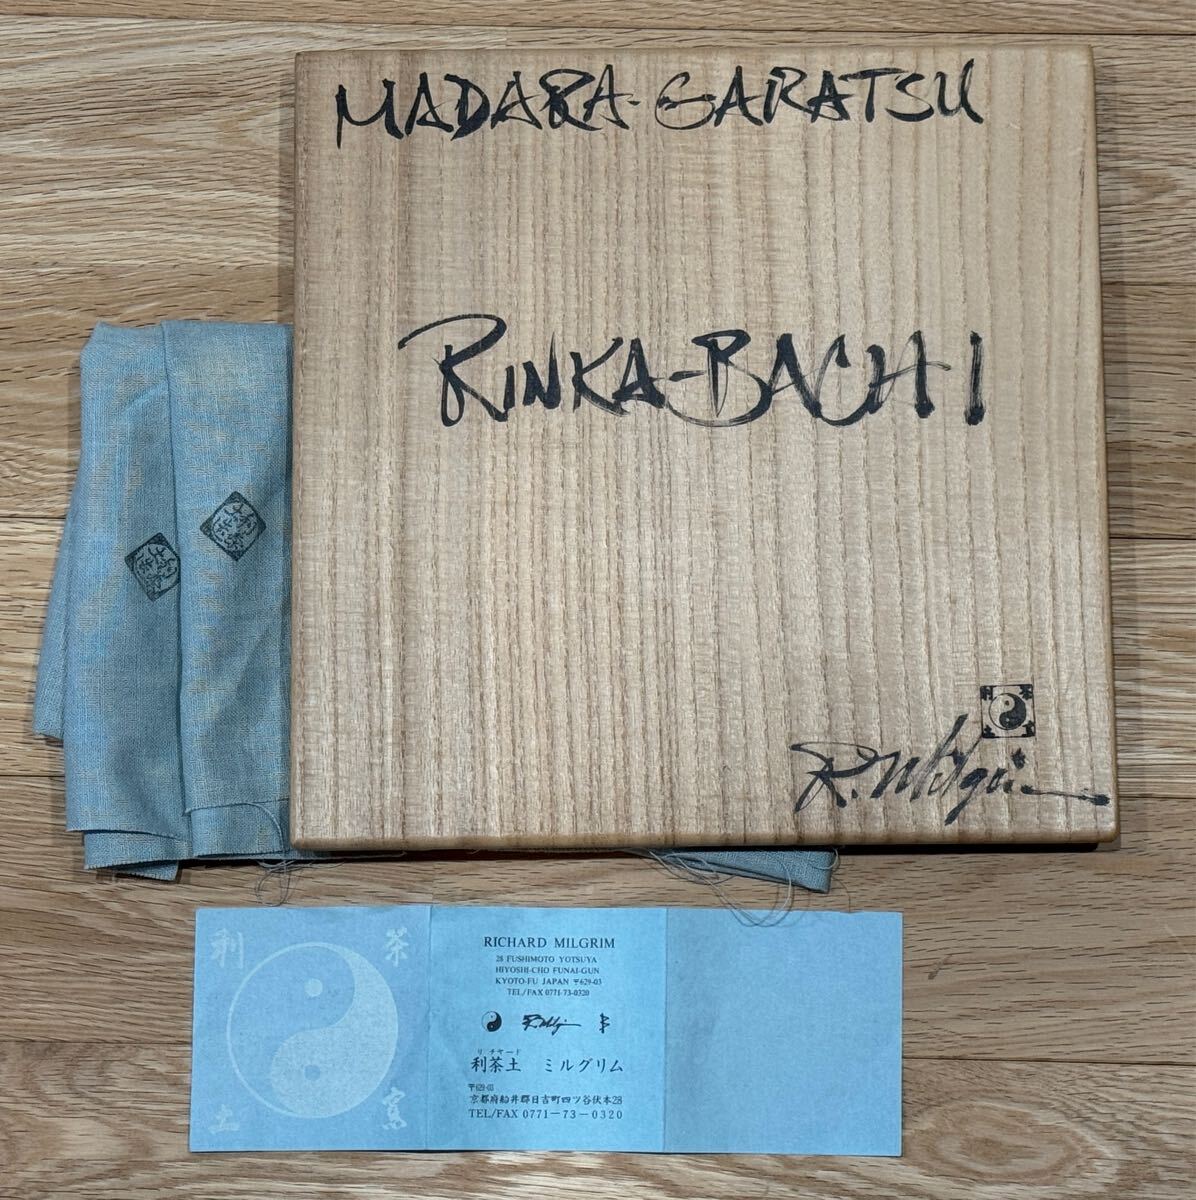 MADARA-GARATSU
RINKA-BACHI
R. Milgrim
利茶
土窯
RICHARD MILGRIM
28 FUSHIMOTO YOTSUYA
HIYOSHI-CHO FUNAI-GUN
KYOTO-FU JAPAN 〒629-03
TEL/FAX 0771-73-0320
リ チヤード
利茶土 ミルグリム
〒629-03
京都府船井郡日吉町四ツ谷伏本28
TEL/FAX 0771-73-0320